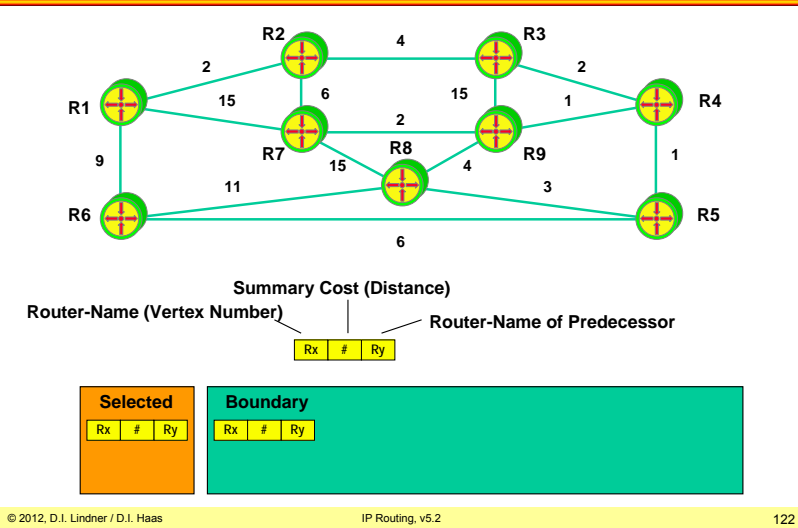 R2
4
R3
2
2
R1
15
6
15
1
R4
2
R7
R8
R9
9
15
4
1
11
3
R6
R5
6
Summary Cost (Distance)
Router-Name (Vertex Number)
Router-Name of Predecessor
Rx # Ry
Selected
Boundary
Rx # Ry
Rx # Ry
© 2012, D.I. Lindner / D.I. Haas
IP Routing, v5.2
122